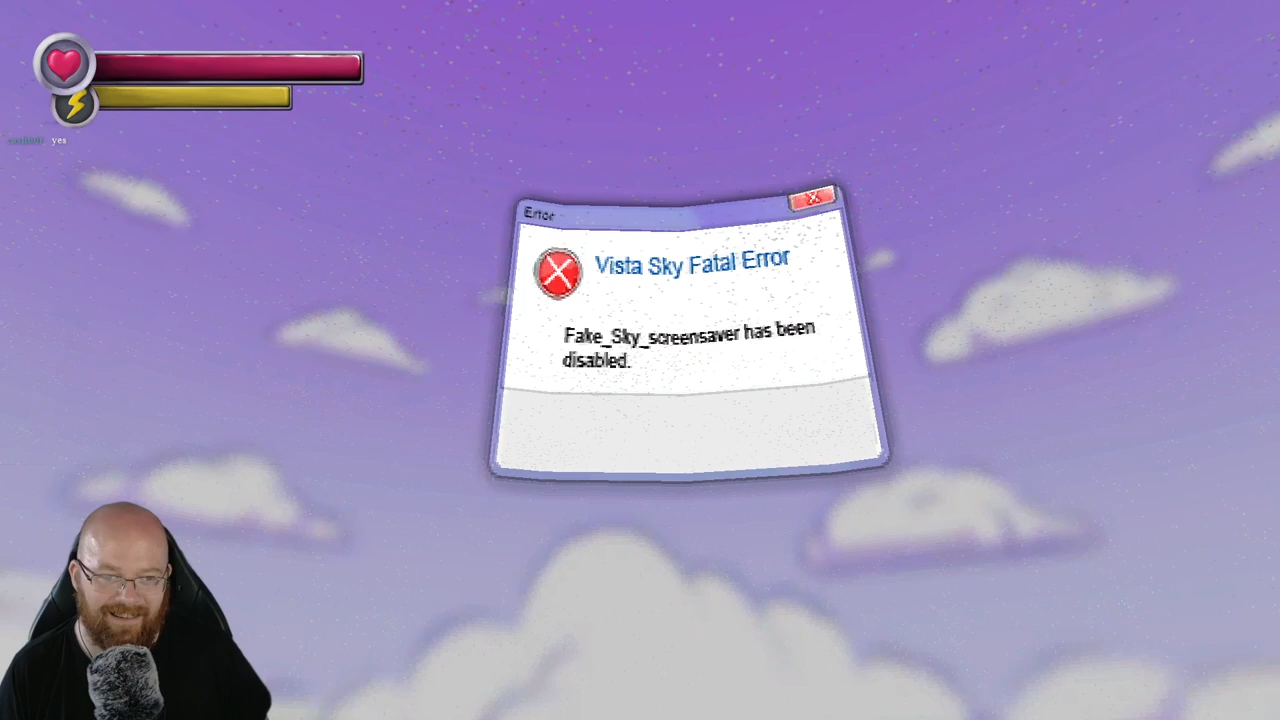 yes
Error
Vista Sky Fatal Error
Fake_Sky_screensaver has been
disabled.